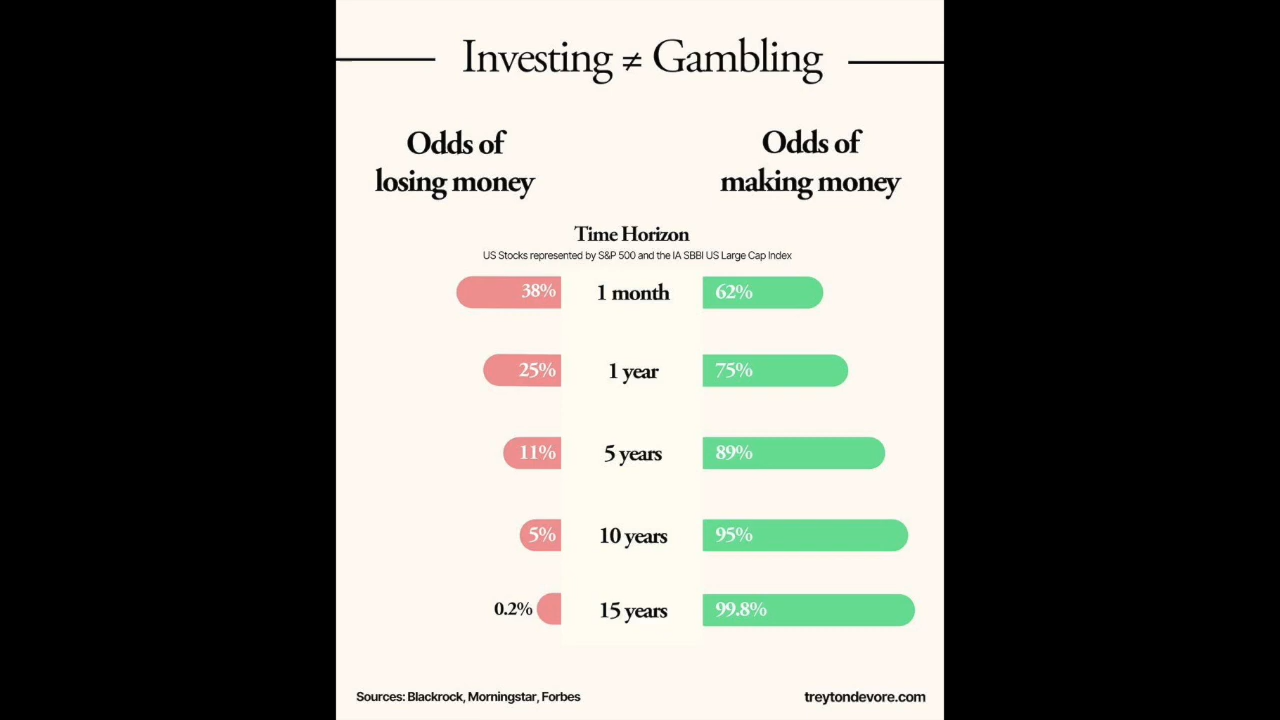 Investing ≠ Gambling
Odds of
losing money
Odds of
making money
Time Horizon
US Stocks represented by S&P 500 and the IA SBBI US Large Cap Index
38% 1 month 62%
25% 1 year 75%
11% 5 years 89%
5% 10 years 95%
0.2% 15 years 99.8%
Sources: Blackrock, Morningstar, Forbes
treytondevore.com